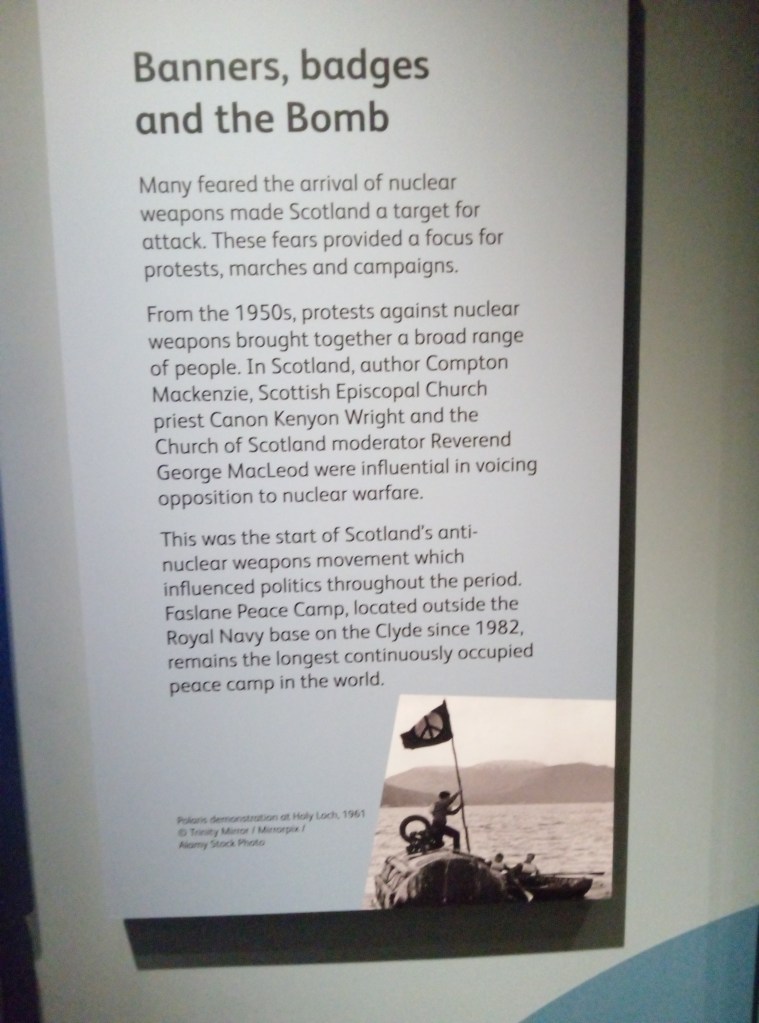 Banners, badges
and the Bomb
Many feared the arrival of nuclear
weapons made Scotland a target for
attack. These fears provided a focus for
protests, marches and campaigns.
From the 1950s, protests against nuclear
weapons brought together a broad range
of people. In Scotland, author Compton
Mackenzie, Scottish Episcopal Church
priest Canon Kenyon Wright and the
Church of Scotland moderator Reverend
George MacLeod were influential in voicing
opposition to nuclear warfare.
This was the start of Scotland's anti-
nuclear weapons movement which
influenced politics throughout the period.
Faslane Peace Camp, located outside the
Royal Navy base on the Clyde since 1982,
remains the longest continuously occupied
peace camp in the world.
Polaris demonstration at Holy Loch, 1961
© Trinity Mirror / Mirrorpix /
Alamy Stock Photo